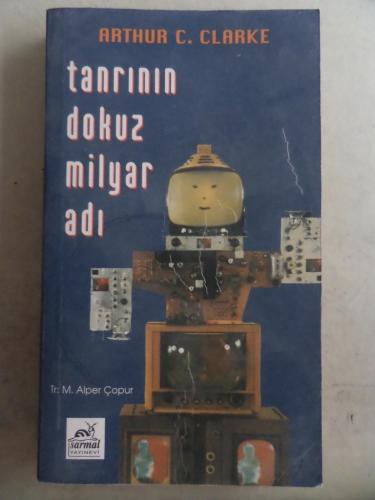 ARTHUR C. CLARKE
tanrının
dokuz
milyar
adı
Tr: M. Alper Çopur
sarmal
YAYINEVİ